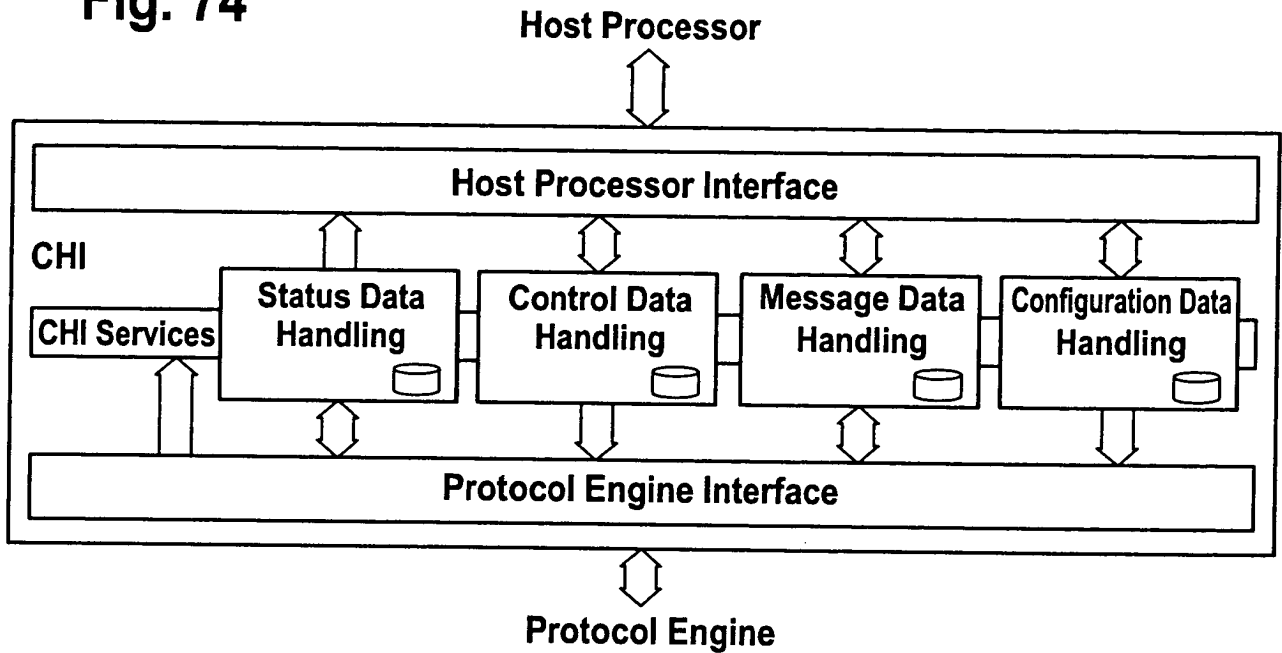 Fig. 74
Host Processor
Host Processor Interface
CHI
CHI Services
Status Data
Handling
Control Data
Handling
Message Data
Handling
Configuration Data
Handling
Protocol Engine Interface
Protocol Engine